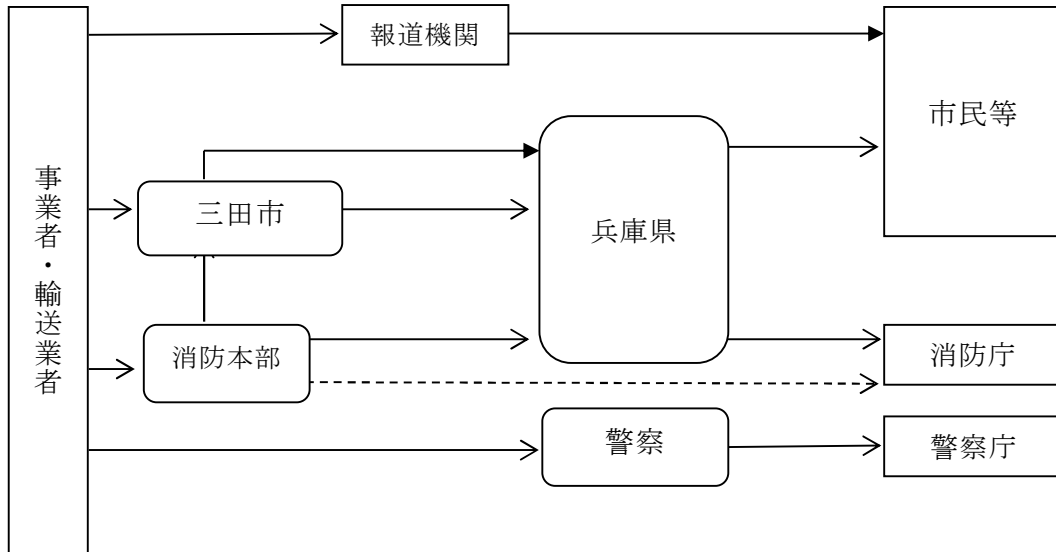 事業者・輸送業者
報道機関
市民等
三田市
兵庫県
消防本部
消防庁
警察
警察庁